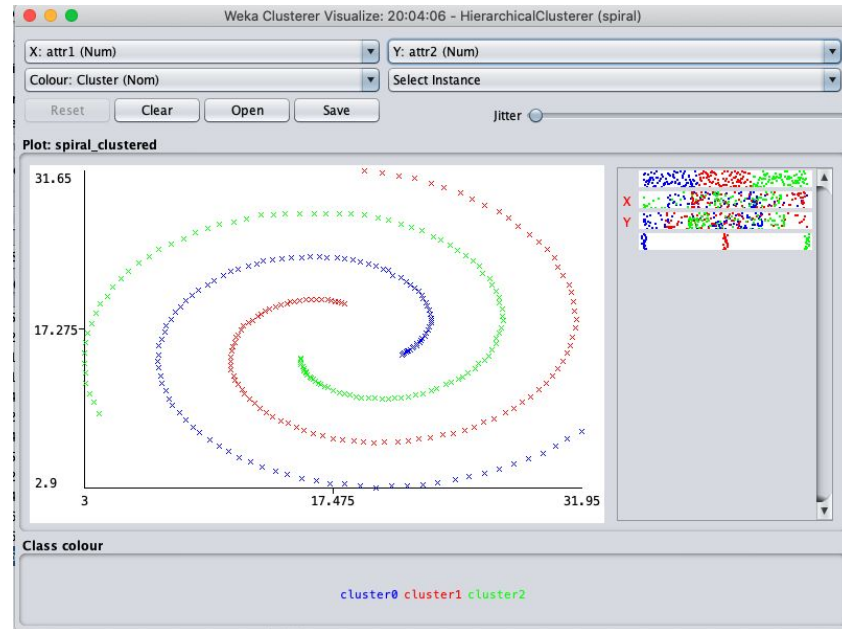 Weka Clusterer Visualize: 20:04:06 - HierarchicalClusterer (spiral)
X: attr1 (Num) Y: attr2 (Num)
Colour: Cluster (Nom) Select Instance
Reset Clear Open Save Jitter
Plot: spiral_clustered
31.65
X
Y
17.275
2.9
3 17.475 31.95
Class colour
cluster0 cluster1 cluster2